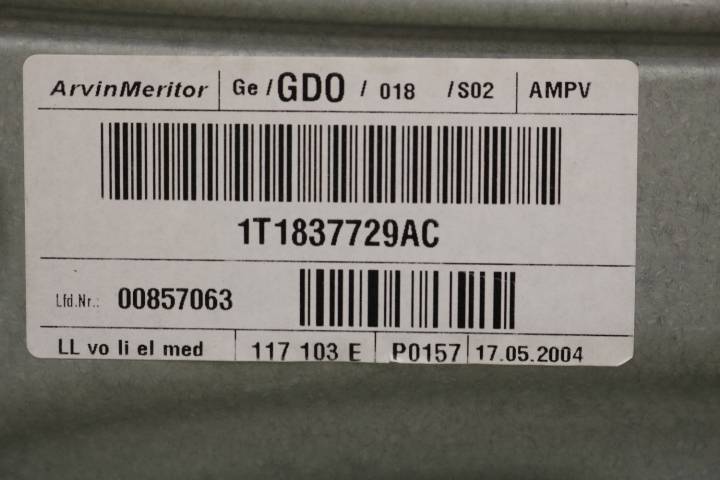 ArvinMeritor Ge / GDO / 018 / S02 AMPV
1T1837729AC
Lfd.Nr.: 00857063
LL vo li el med 117 103 E P0157 17.05.2004